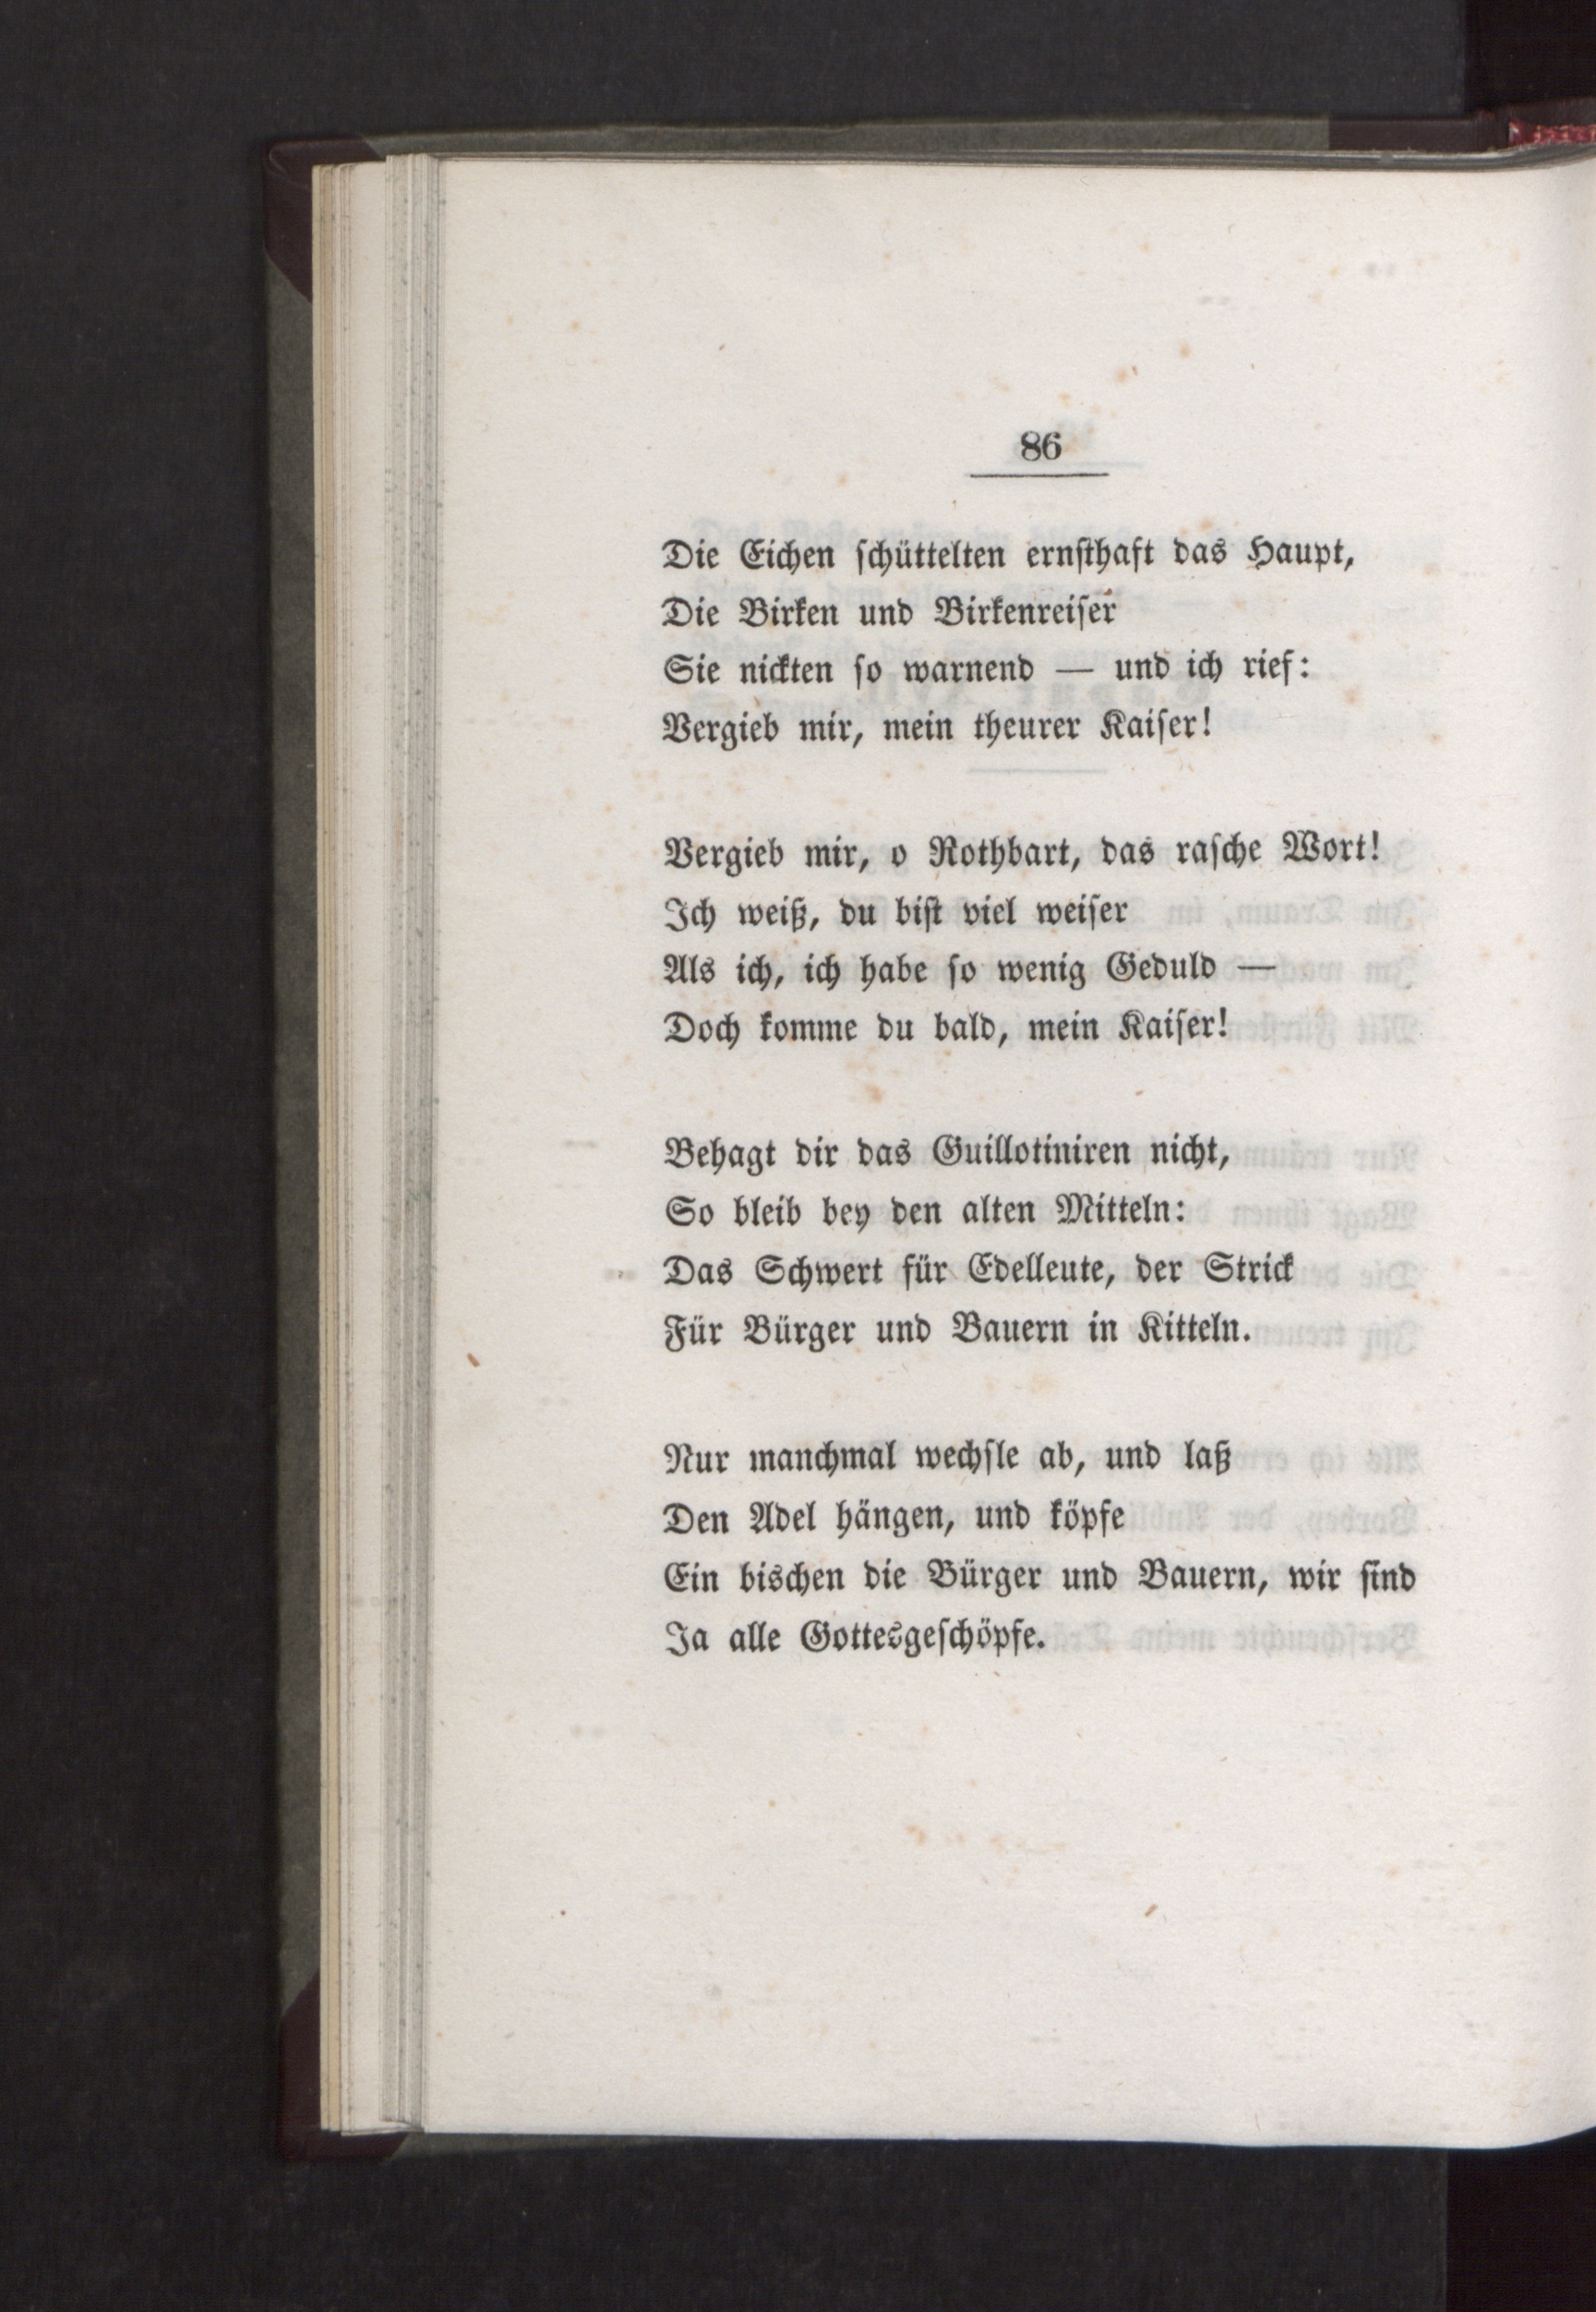 86
Die Eichen schüttelten ernsthaft das Haupt,
Die Birken und Birkenreiser
Sie nickten so warnend — und ich rief:
Vergieb mir, mein theurer Kaiser!
Vergieb mir, o Rothbart, das rasche Wort!
Ich weiß, du bist viel weiser
Als ich, ich habe so wenig Geduld —
Doch komme du bald, mein Kaiser!
Behagt dir das Guillotiniren nicht,
So bleib bey den alten Mitteln:
Das Schwert für Edelleute, der Strick
Für Bürger und Bauern in Kitteln.
Nur manchmal wechsle ab, und laß
Den Adel hängen, und köpfe
Ein bischen die Bürger und Bauern, wir sind
Ja alle Gottesgeschöpfe.